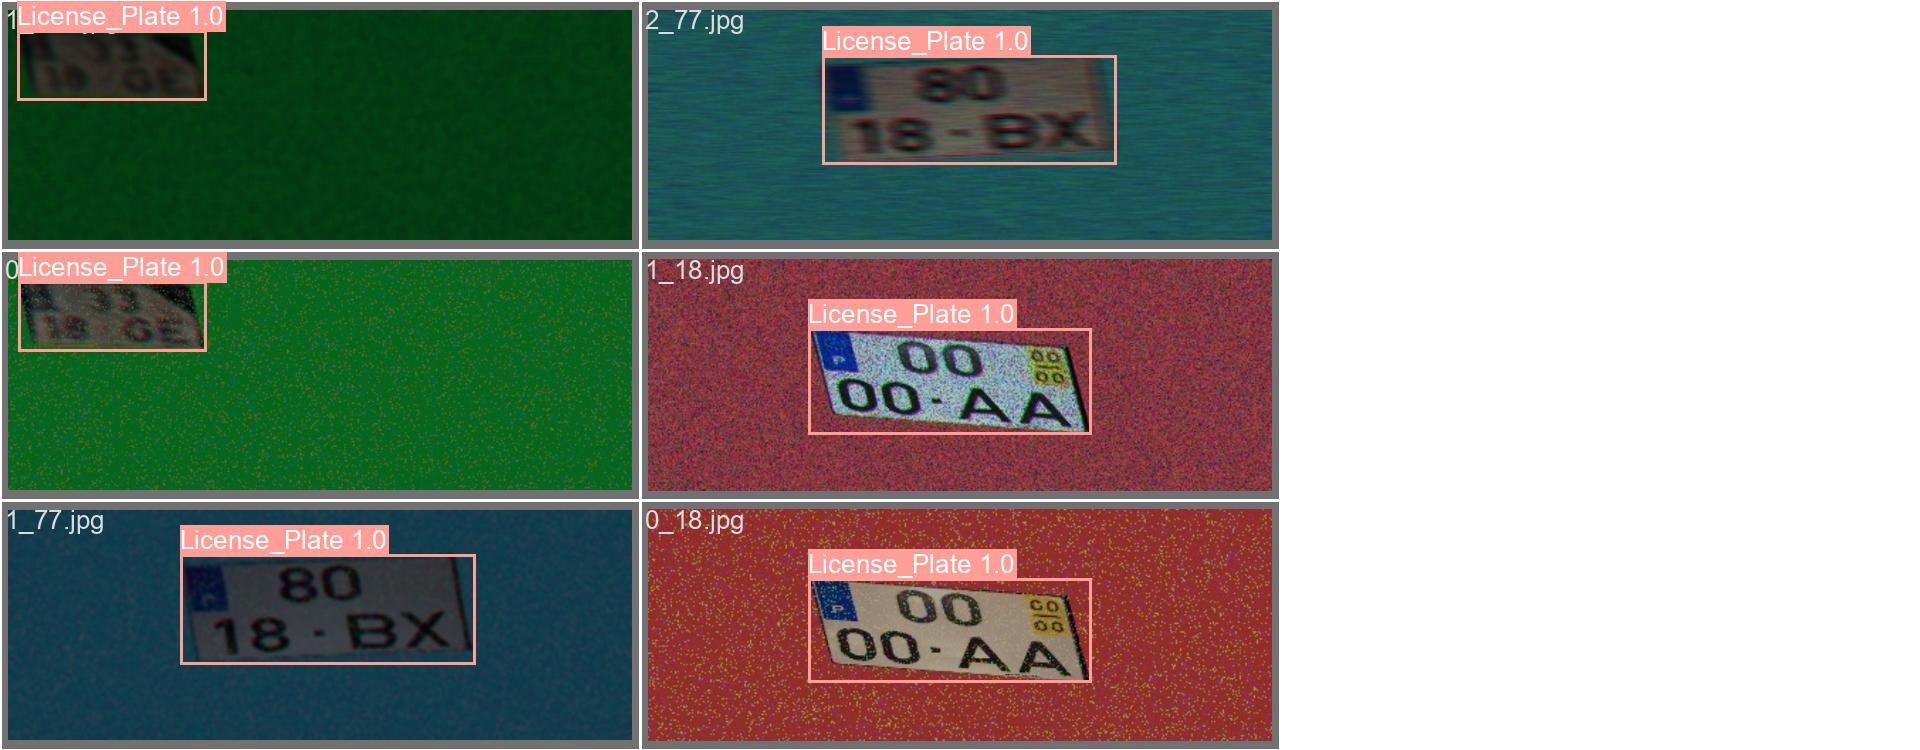 License_Plate 1.0
33
18 GE
2_77.jpg
License_Plate 1.0
80
18 - BX
License_Plate 1.0
33
18 GE
1_18.jpg
License_Plate 1.0
P
00
00
00
00·AA
1_77.jpg
License_Plate 1.0
80
18 · BX
0_18.jpg
License_Plate 1.0
P
00
00
00
00·AA